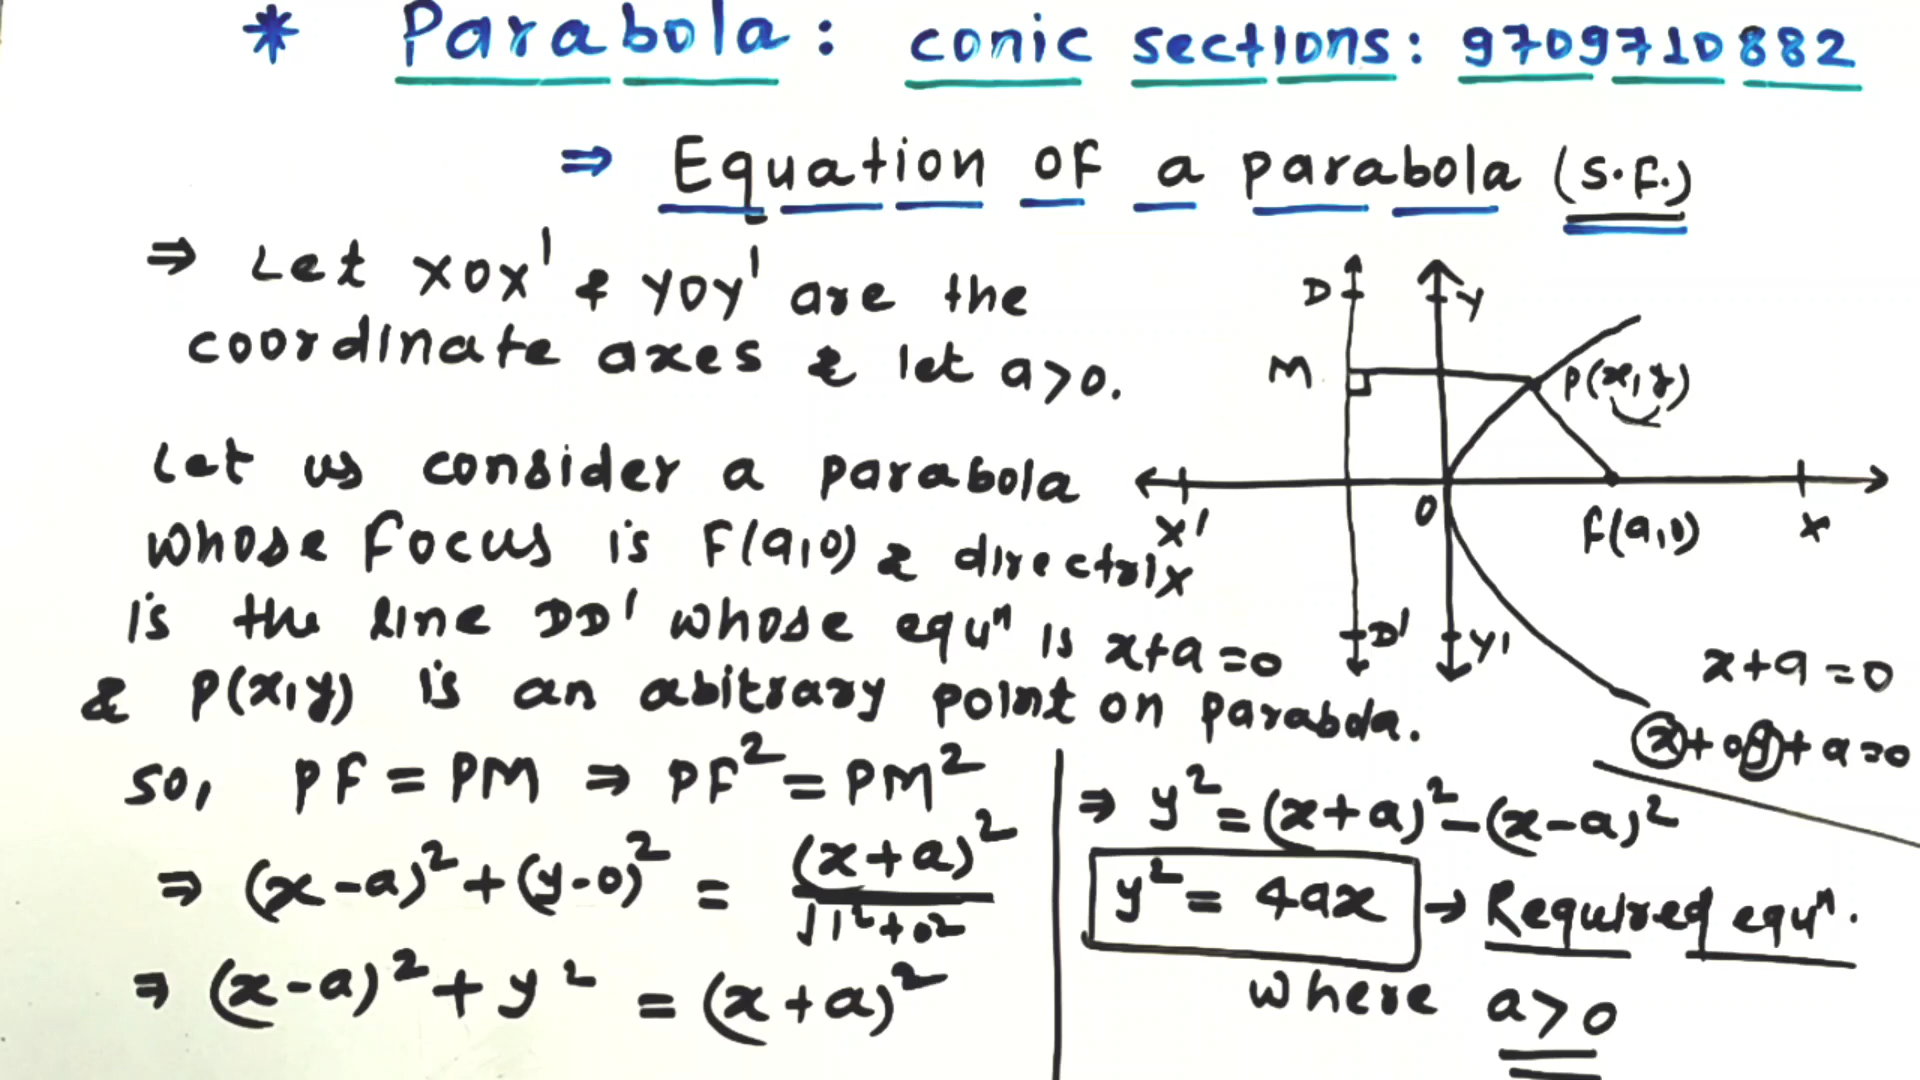 * Parabola: conic sections: 9709710882
⇒ Equation of a parabola (S.F.)
⇒ Let XOX' & YOY' are the
coordinate axes & let a>0.
Let us consider a parabola
whose focus is F(a,0) & directrix
is the line DD' whose equⁿ is x+a=0
& P(x,y) is an abitrary point on parabola.
so, PF = PM ⇒ PF² = PM²
⇒ (x-a)² + (y-0)² = (x+a)² / √1²+0²
⇒ (x-a)² + y² = (x+a)²
D
Y
M
P(x,y)
X'
O
F(a,0)
X
D'
Y'
x+a=0
x+0y+a=0
⇒ y² = (x+a)² - (x-a)²
y² = 4ax → Required equⁿ.
where a>0